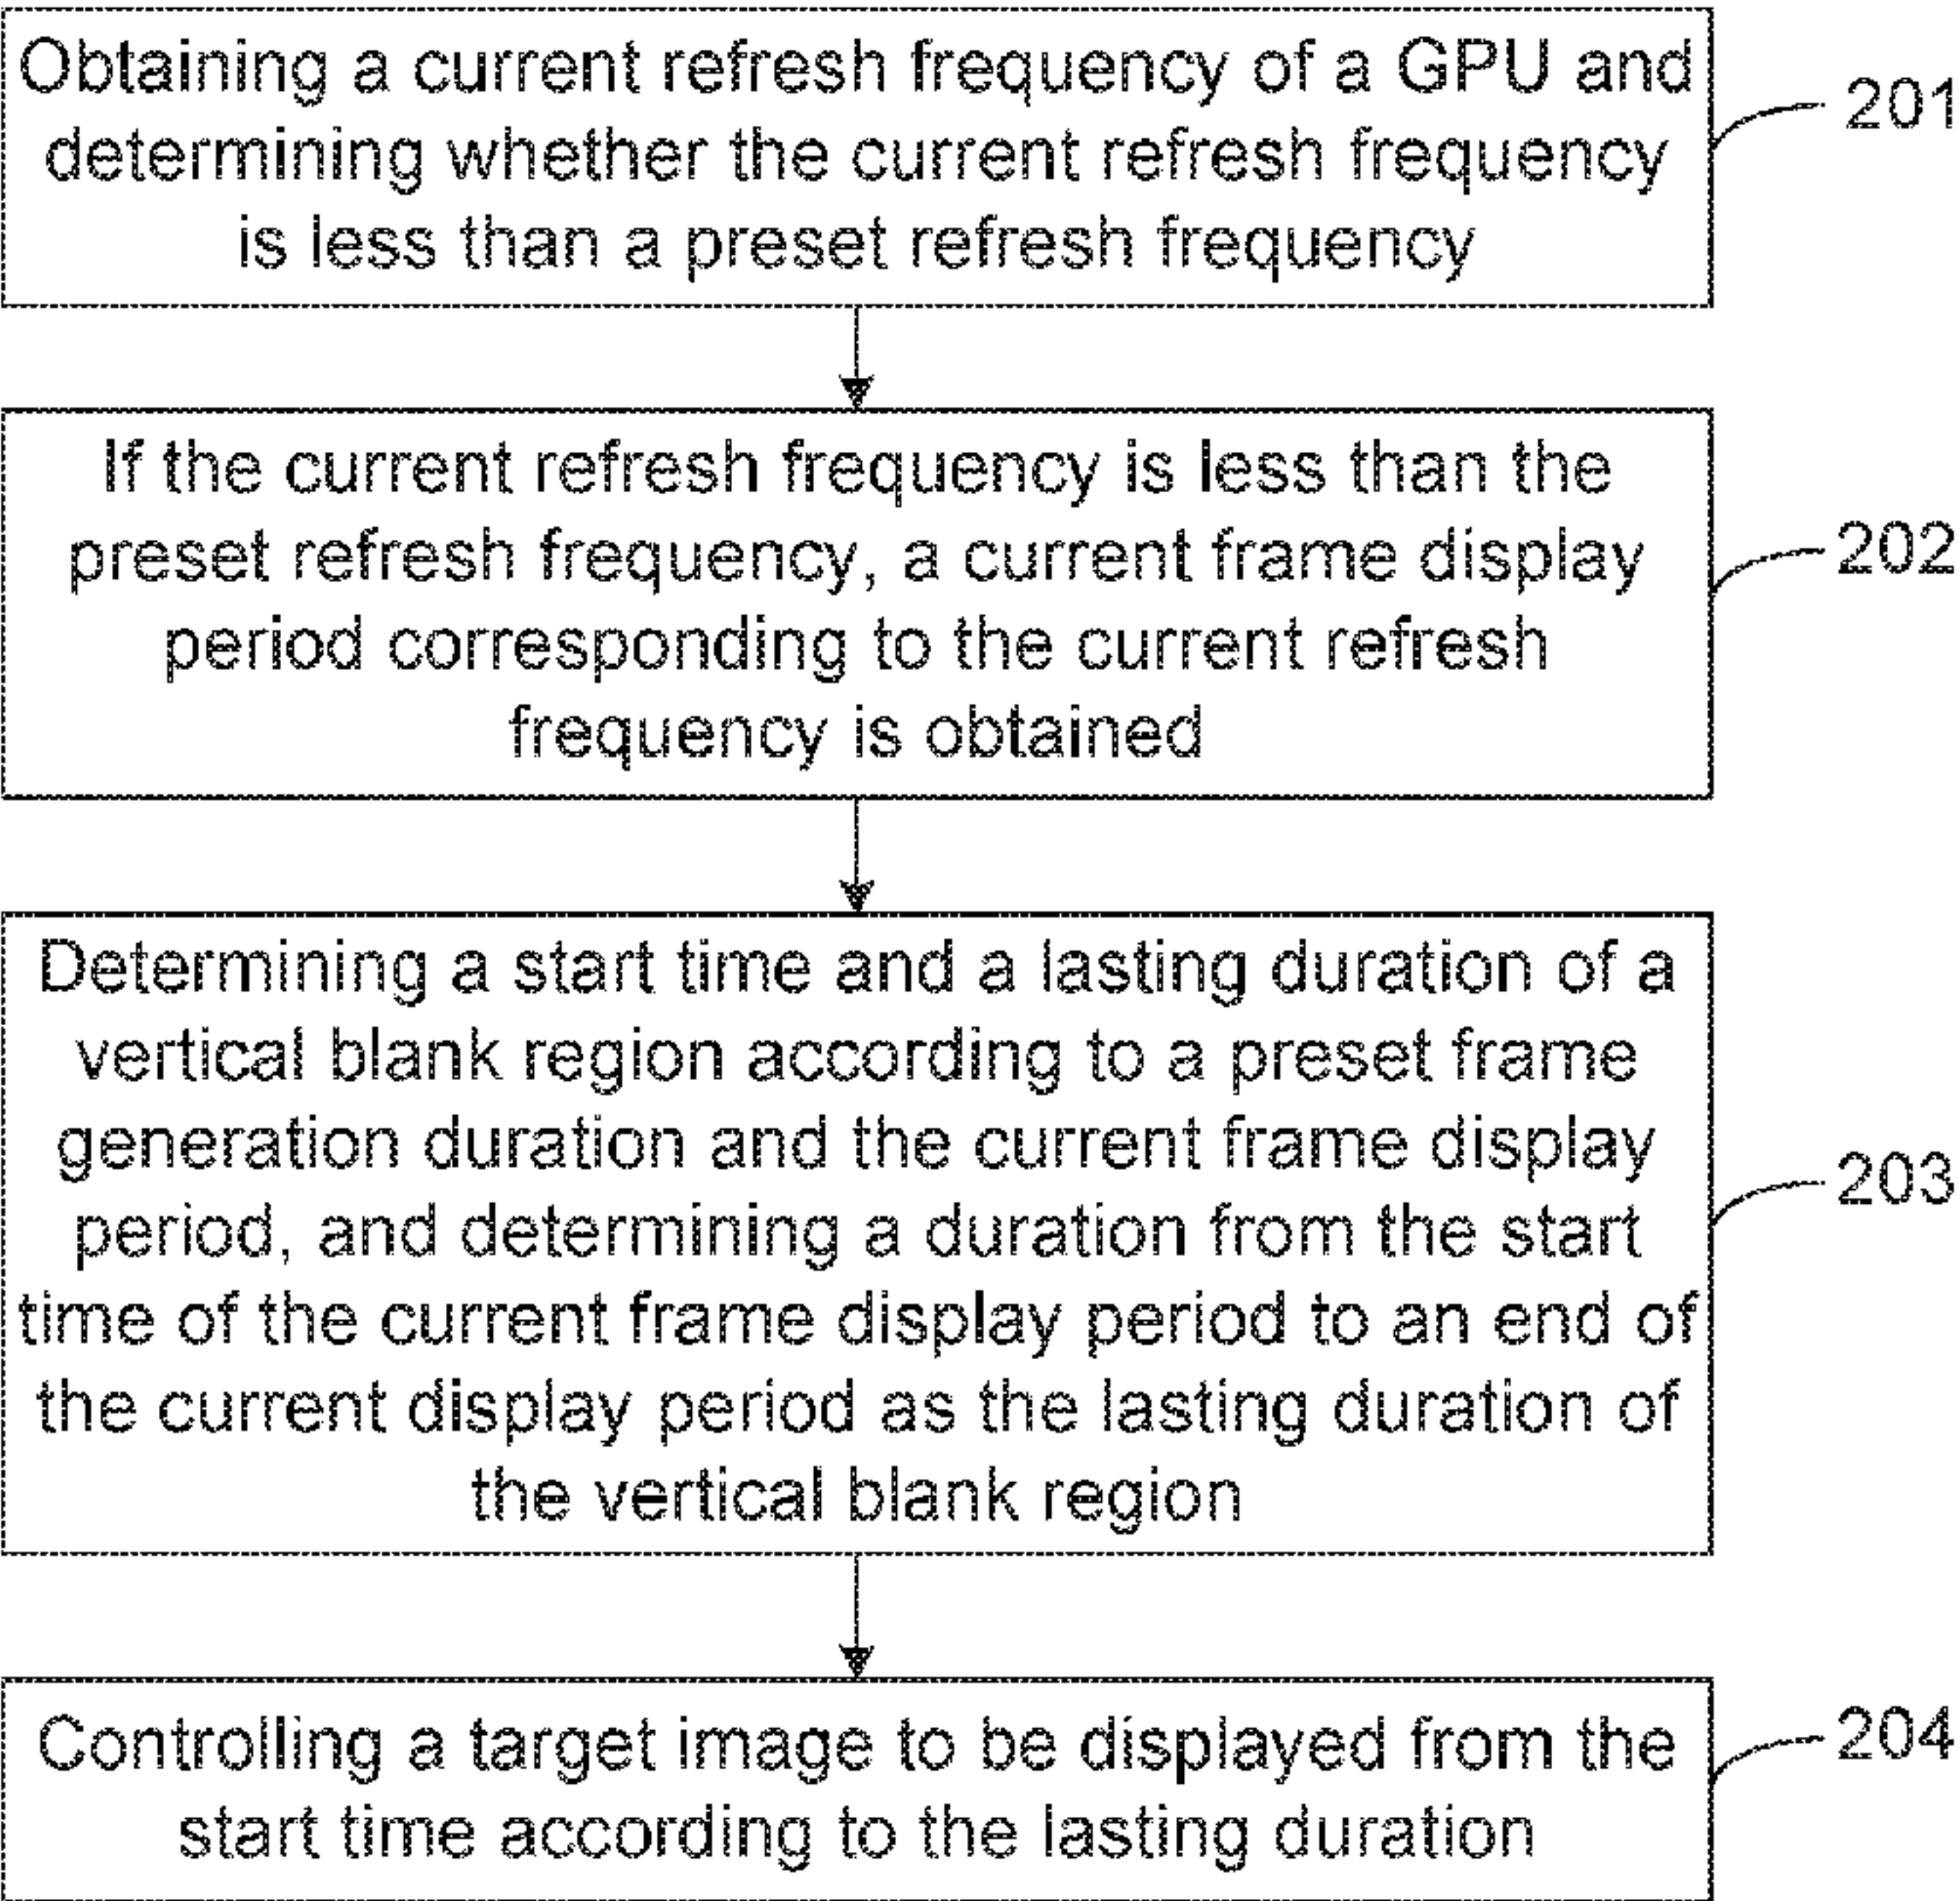 Obtaining a current refresh frequency of a GPU and
determining whether the current refresh frequency
is less than a preset refresh frequency
201
If the current refresh frequency is less than the
preset refresh frequency, a current frame display
period corresponding to the current refresh
frequency is obtained
202
Determining a start time and a lasting duration of a
vertical blank region according to a preset frame
generation duration and the current frame display
period, and determining a duration from the start
time of the current frame display period to an end of
the current display period as the lasting duration of
the vertical blank region
203
Controlling a target image to be displayed from the
start time according to the lasting duration
204